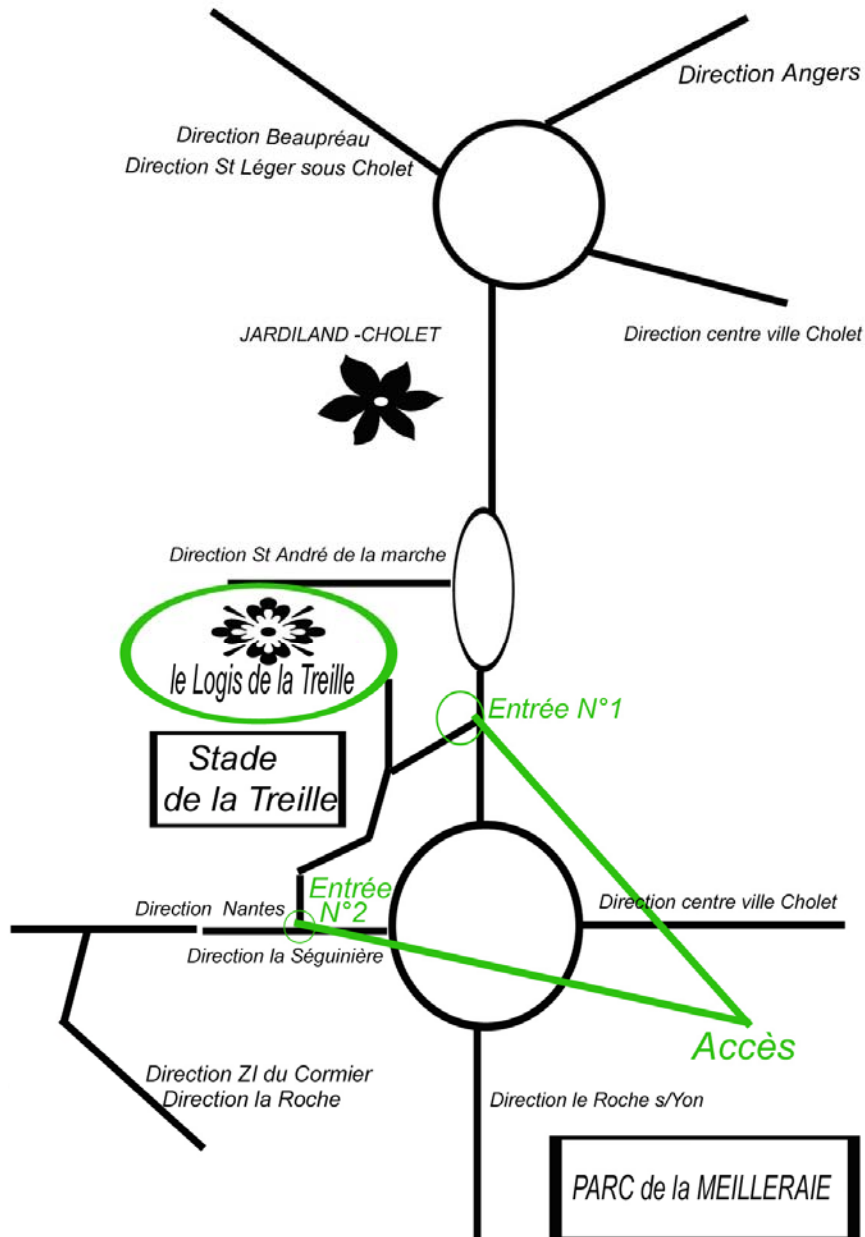 Direction Angers
Direction Beaupréau
Direction St Léger sous Cholet
JARDILAND -CHOLET
Direction centre ville Cholet
Direction St André de la marche
le Logis de la Treille
Entrée N°1
Stade
de la Treille
Entrée
N°2
Direction Nantes
Direction centre ville Cholet
Direction la Séguinière
Accès
Direction ZI du Cormier
Direction la Roche
Direction le Roche s/Yon
PARC de la MEILLERAIE